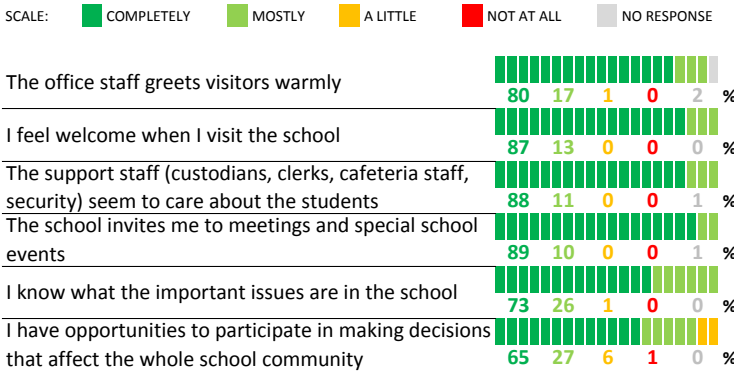 SCALE: COMPLETELY MOSTLY A LITTLE NOT AT ALL NO RESPONSE
The office staff greets visitors warmly
80 17 1 0 2 %
I feel welcome when I visit the school
87 13 0 0 0 %
The support staff (custodians, clerks, cafeteria staff,
security) seem to care about the students
88 11 0 0 1 %
The school invites me to meetings and special school
events
89 10 0 0 1 %
I know what the important issues are in the school
73 26 1 0 0 %
I have opportunities to participate in making decisions
that affect the whole school community
65 27 6 1 0 %